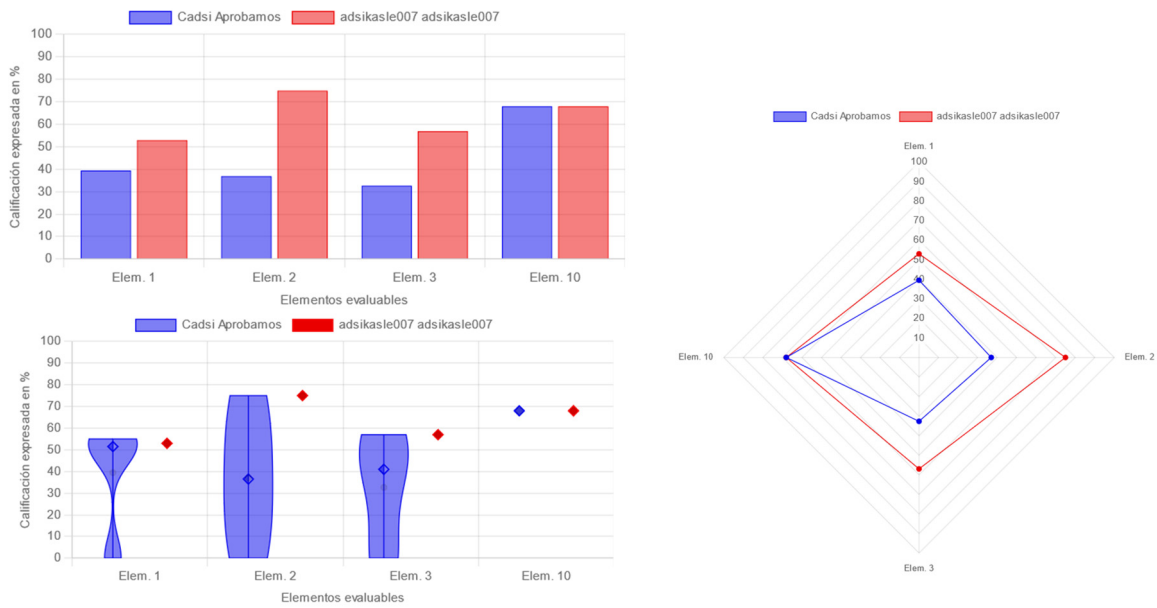 Cadsi Aprobamos adsikasle007 adsikasle007
100
90
80
70
60
50
40
30
20
10
0
Calificación expresada en %
Elem. 1 Elem. 2 Elem. 3 Elem. 10
Elementos evaluables
Cadsi Aprobamos adsikasle007 adsikasle007
100
90
80
70
60
50
40
30
20
10
0
Calificación expresada en %
Elem. 1 Elem. 2 Elem. 3 Elem. 10
Elementos evaluables
Cadsi Aprobamos adsikasle007 adsikasle007
Elem. 1
100
90
80
70
60
50
40
30
20
10
Elem. 10 Elem. 2
Elem. 3